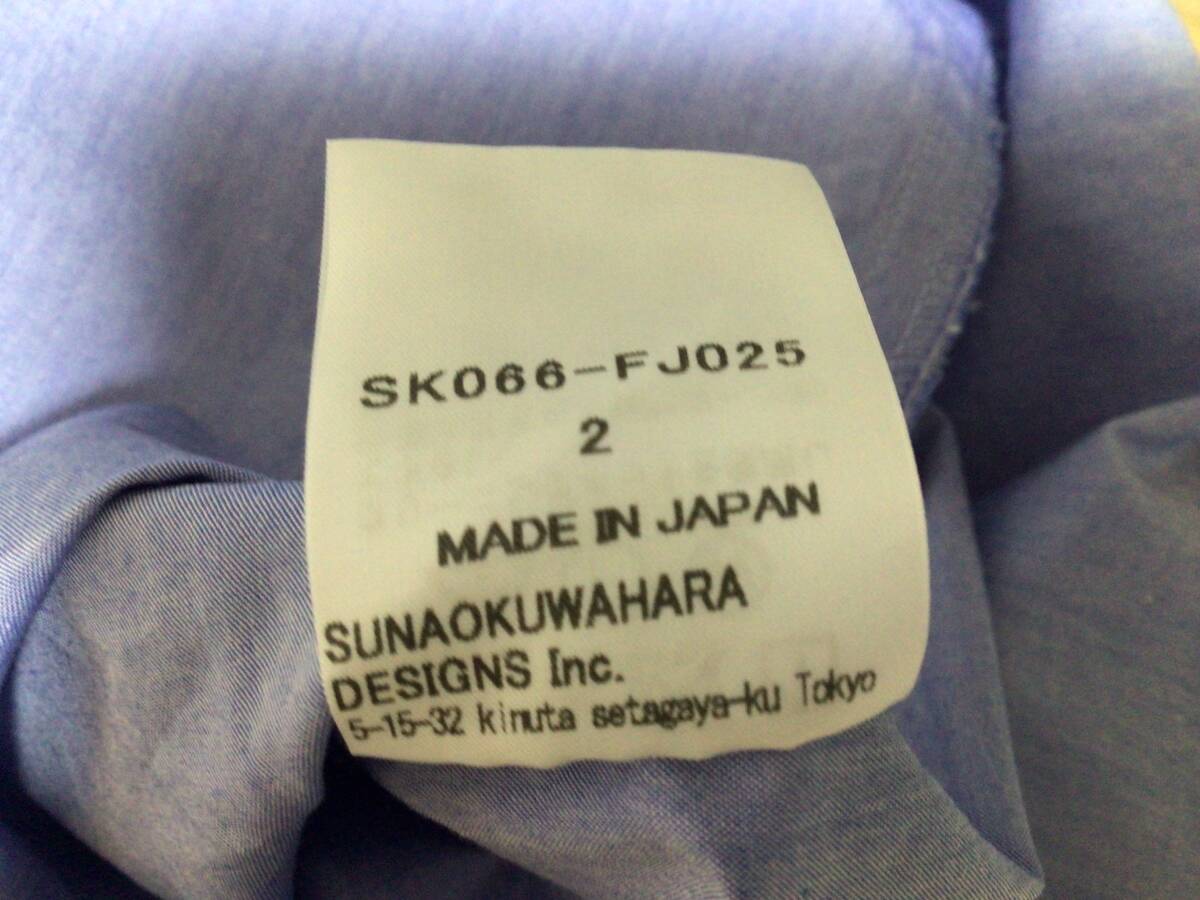 SK066-FJ025
2
MADE IN JAPAN
SUNAOKUWAHARA
DESIGNS Inc.
5-15-32 kinuta setagaya-ku Tokyo